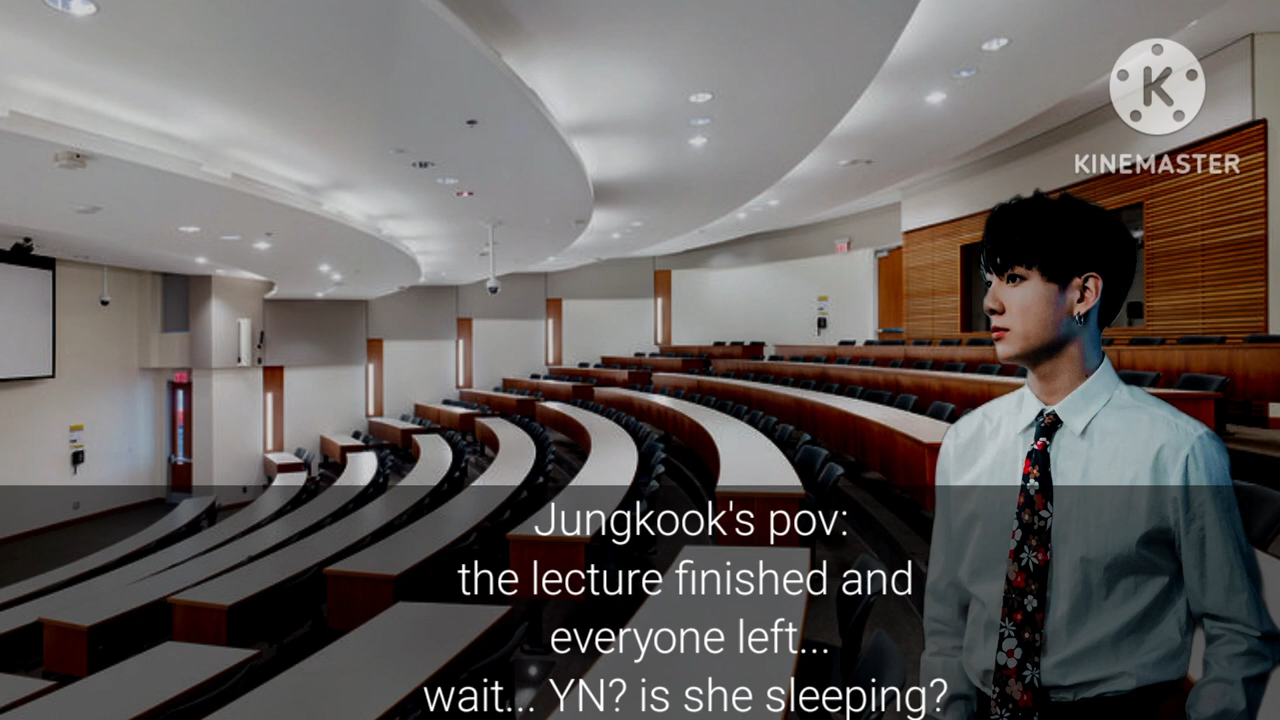 K
KINEMASTER
Jungkook's pov:
the lecture finished and
everyone left...
wait... YN? is she sleeping?